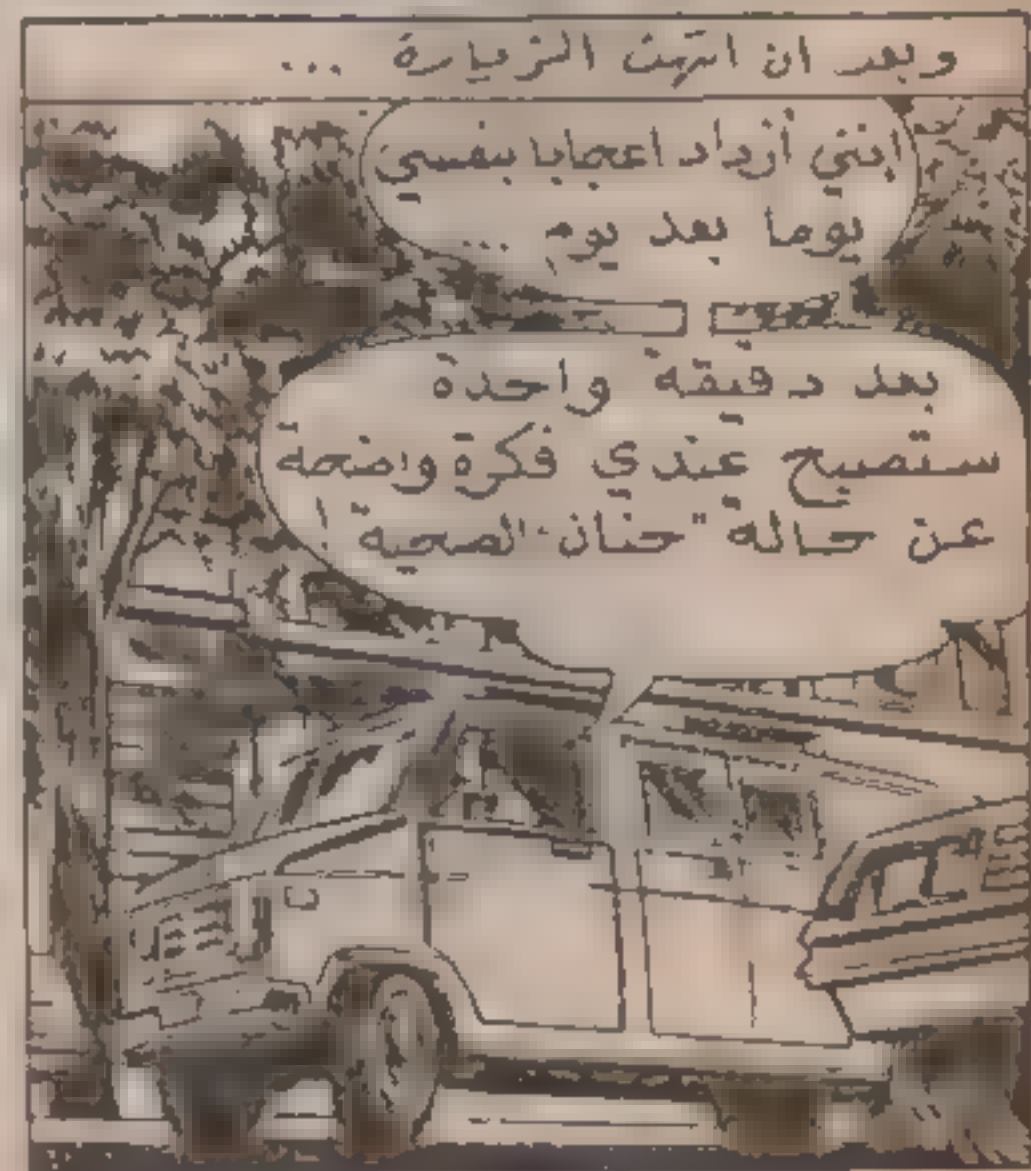 وبعد ان انتهت الزيارة ...
إنني أزداد اعجابا بنفسي
يوما بعد يوم ...
بعد دقيقة واحدة
ستصبح عندي فكرة واضحة
عن حالة "حنان" الصحية !